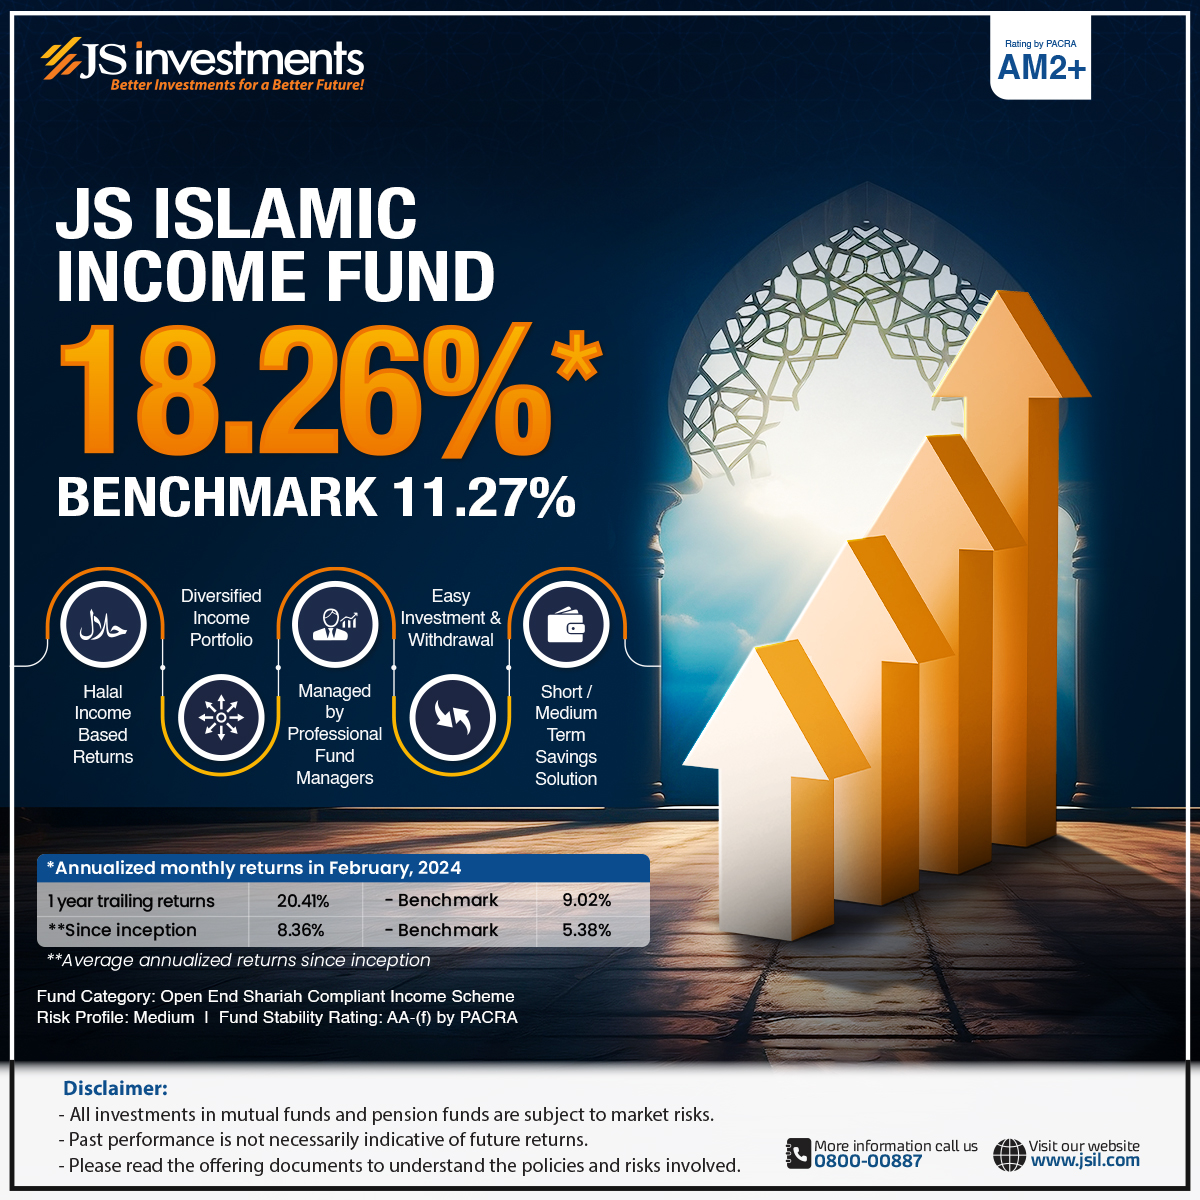 JS investments
Better Investments for a Better Future!
Rating by PACRA
AM2+
JS ISLAMIC
INCOME FUND
18.26%*
BENCHMARK 11.27%
حلال
Halal
Income
Based
Returns
Diversified
Income
Portfolio
Managed
by
Professional
Fund
Managers
Easy
Investment &
Withdrawal
Short /
Medium
Term
Savings
Solution
*Annualized monthly returns in February, 2024
1 year trailing returns 20.41% - Benchmark 9.02%
**Since inception 8.36% - Benchmark 5.38%
**Average annualized returns since inception
Fund Category: Open End Shariah Compliant Income Scheme
Risk Profile: Medium | Fund Stability Rating: AA-(f) by PACRA
Disclaimer:
- All investments in mutual funds and pension funds are subject to market risks.
- Past performance is not necessarily indicative of future returns.
- Please read the offering documents to understand the policies and risks involved.
More information call us
0800-00887
Visit our website
www.jsil.com